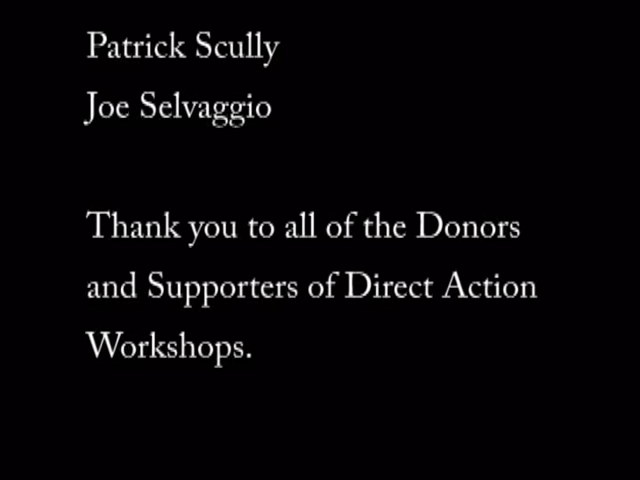 Patrick Scully
Joe Selvaggio
Thank you to all of the Donors
and Supporters of Direct Action
Workshops.